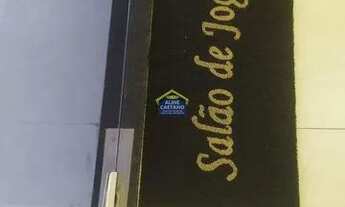 Salão de Jog
ALINE
CAETANO